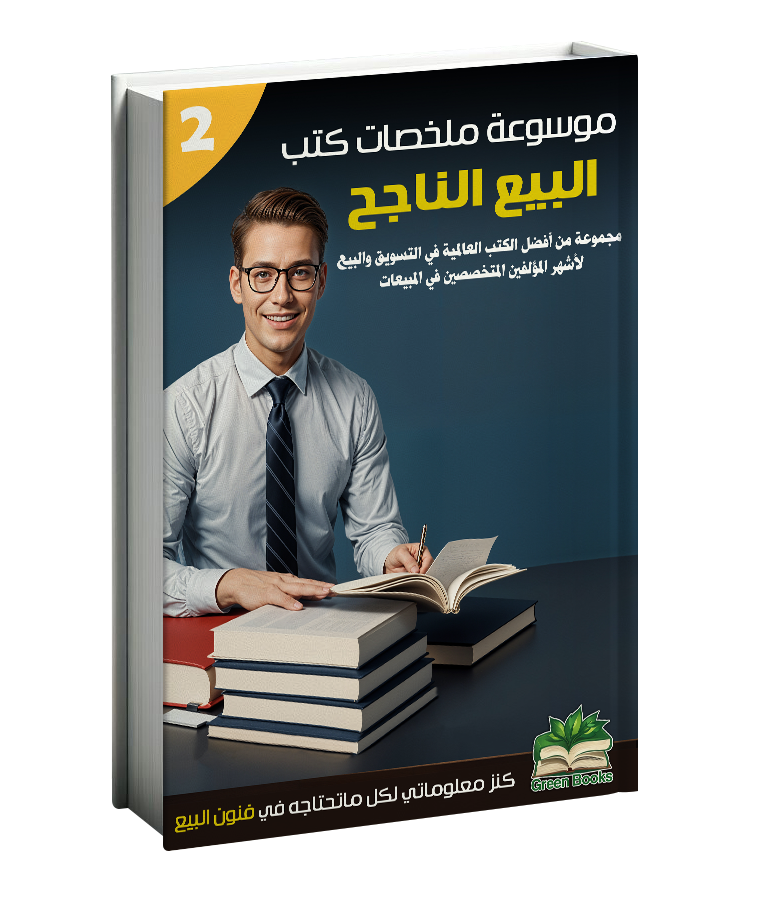 2
موسوعة ملخصات كتب
البيع الناجح
مجموعة من أفضل الكتب العالمية في التسويق والبيع
لأشهر المؤلفين المتخصصين في المبيعات
Green Books
كنز معلوماتي لكل ماتحتاجه في فنون البيع